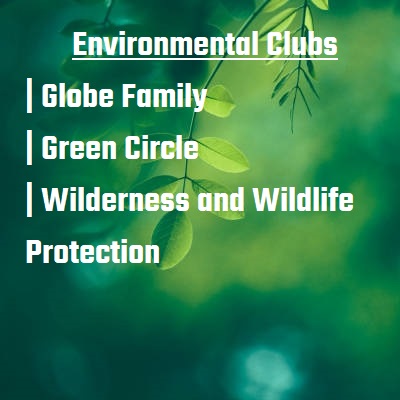 Environmental Clubs
| Globe Family
| Green Circle
| Wilderness and Wildlife
Protection